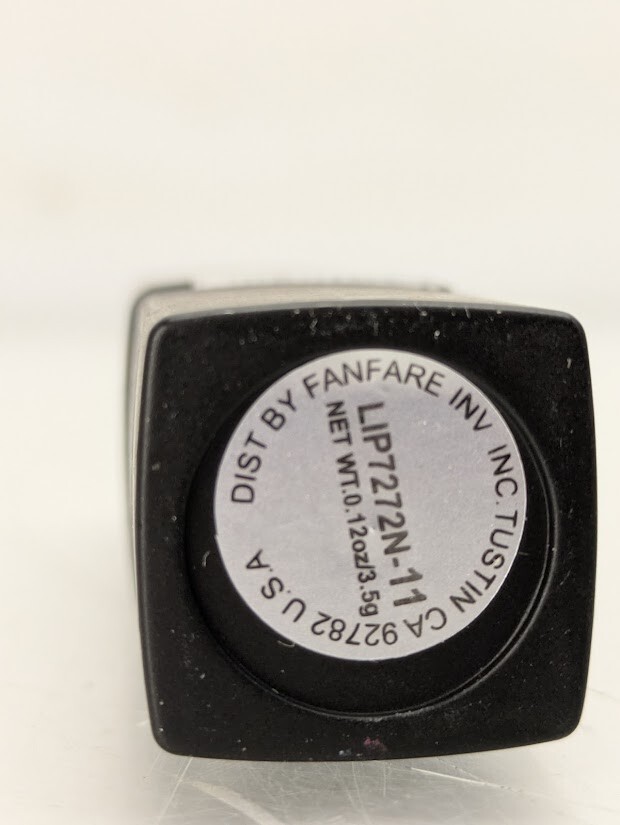 DIST BY FANFARE INV INC. TUSTIN CA 92782 U.S.A
LIP7272N-11
NET WT.0.12oz/3.5g